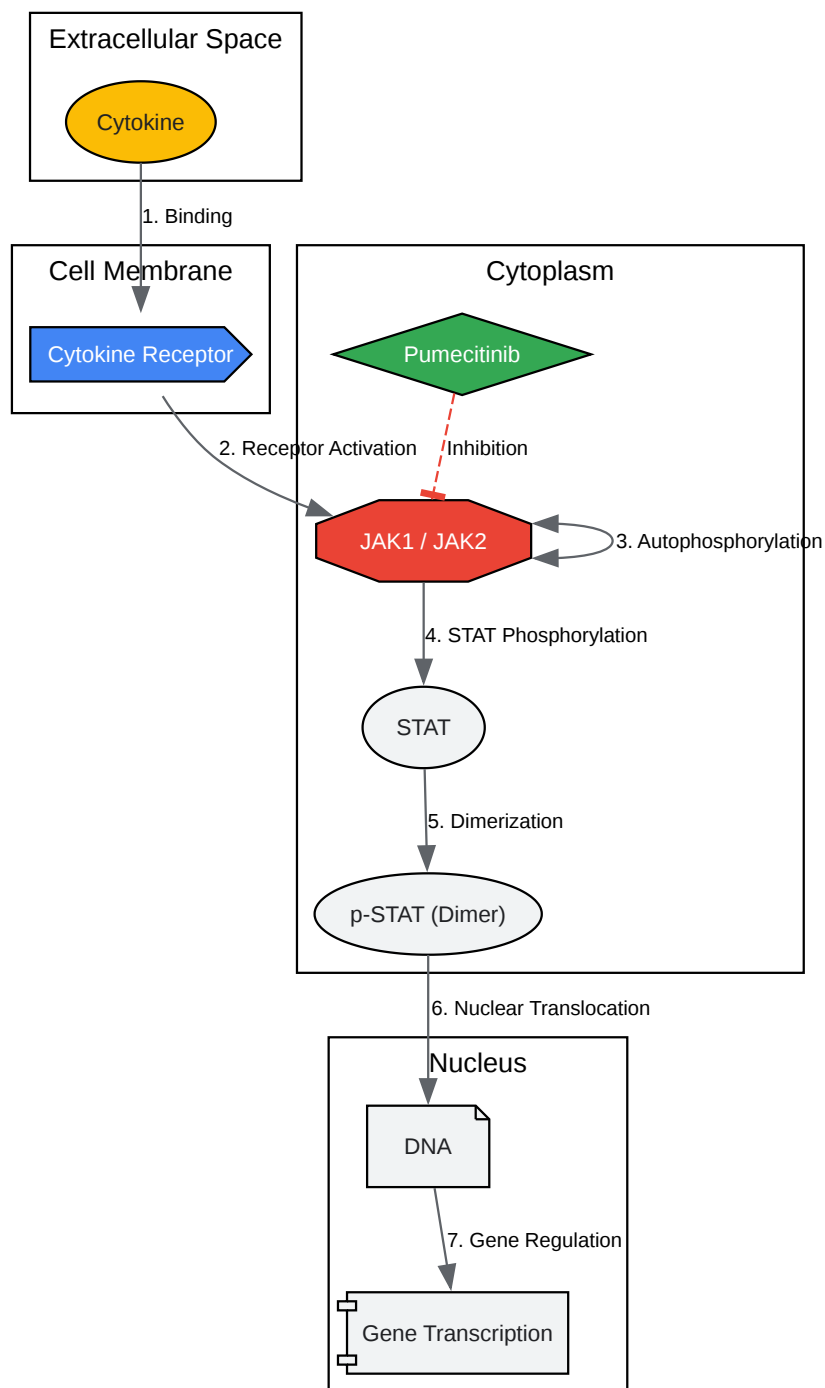 Extracellular Space
Cytokine
1. Binding
Cell Membrane
Cytokine Receptor
Cytoplasm
Pumecitinib
2. Receptor Activation
Inhibition
JAK1 / JAK2
3. Autophosphorylation
4. STAT Phosphorylation
STAT
5. Dimerization
p-STAT (Dimer)
6. Nuclear Translocation
Nucleus
DNA
7. Gene Regulation
Gene Transcription